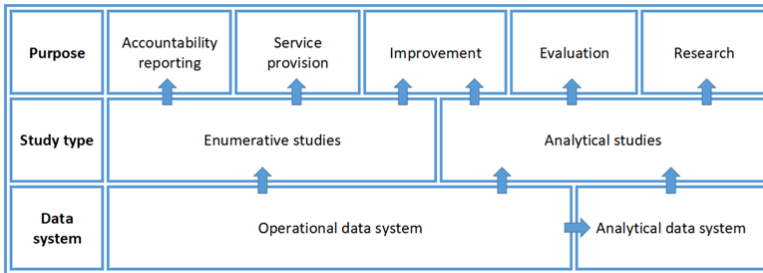 Purpose
Accountability
reporting
Service
provision
Improvement
Evaluation
Research
Study type
Enumerative studies
Analytical studies
Data
system
Operational data system
Analytical data system